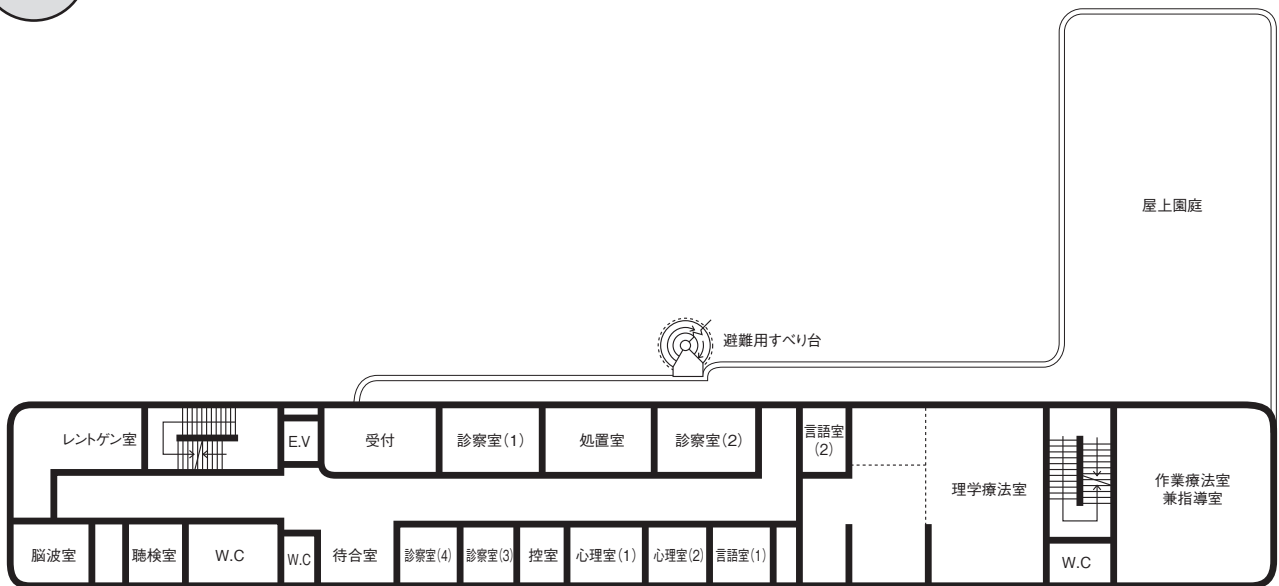 屋上園庭
避難用すべり台
レントゲン室
E.V
受付
診察室(1)
処置室
診察室(2)
言語室
(2)
理学療法室
作業療法室
兼指導室
脳波室
聴検室
W.C
W.C
待合室
診察室(4)
診察室(3)
控室
心理室(1)
心理室(2)
言語室(1)
W.C